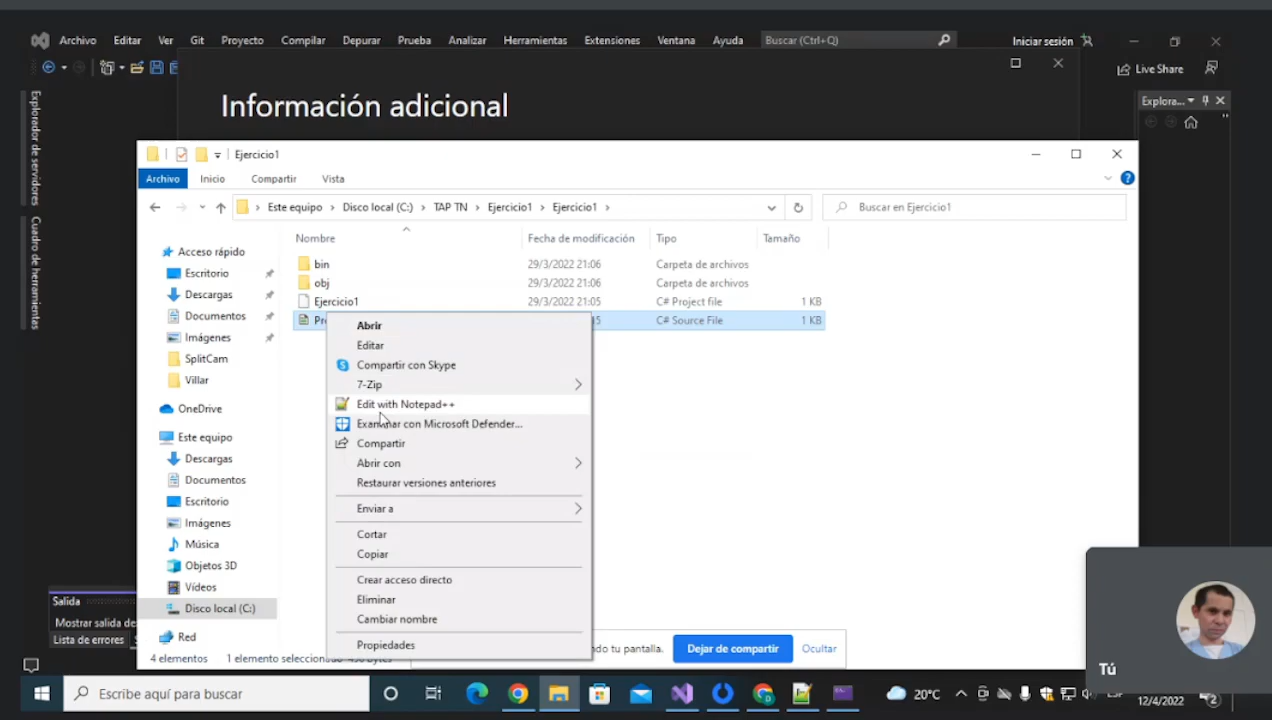 Archivo Editar Ver Git Proyecto Compilar Depurar Prueba Analizar Herramientas Extensiones Ventana Ayuda Buscar (Ctrl+Q) Iniciar sesión
Live Share
Explorador de servidores
Cuadro de herramientas
Información adicional
Explora...
Ejercicio1
Archivo Inicio Compartir Vista
Este equipo > Disco local (C:) > TAP TN > Ejercicio1 > Ejercicio1 >
Buscar en Ejercicio1
Nombre Fecha de modificación Tipo Tamaño
bin 29/3/2022 21:06 Carpeta de archivos
obj 29/3/2022 21:06 Carpeta de archivos
Ejercicio1 29/3/2022 21:05 C# Project file 1 KB
Pr 5 C# Source File 1 KB
Acceso rápido
Escritorio
Descargas
Documentos
Imágenes
SplitCam
Villar
OneDrive
Este equipo
Descargas
Documentos
Escritorio
Imágenes
Música
Objetos 3D
Vídeos
Disco local (C:)
Red
Abrir
Editar
Compartir con Skype
7-Zip
Edit with Notepad++
Examinar con Microsoft Defender...
Compartir
Abrir con
Restaurar versiones anteriores
Enviar a
Cortar
Copiar
Crear acceso directo
Eliminar
Cambiar nombre
Propiedades
4 elementos 1 elemento seleccionado
Salida
Mostrar salida de
Lista de errores
ndo tu pantalla. Dejar de compartir Ocultar
Tú
Escribe aquí para buscar
20°C
12/4/2022
2